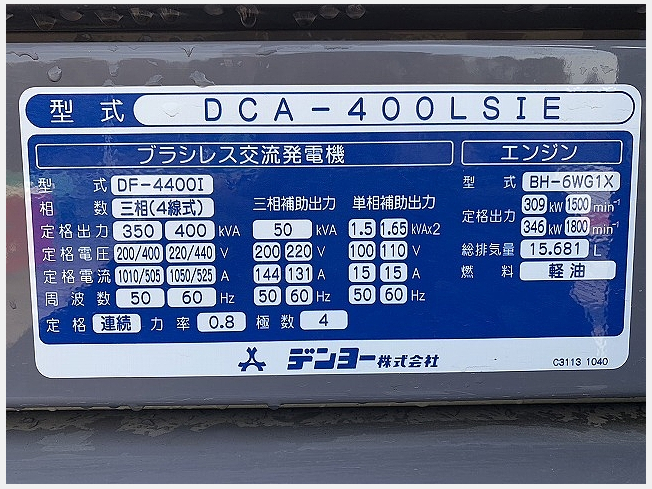 型式 DCA-400LSIE
ブラシレス交流発電機 エンジン
型式 DF-4400I 型式 BH-6WG1X
相数 三相(4線式) 三相補助出力 単相補助出力 定格出力 309 kW 1500 min⁻¹
定格出力 350 400 kVA 50 kVA 1.5 1.65 kVAx2 346 kW 1800 min⁻¹
定格電圧 200/400 220/440 V 200 220 V 100 110 V 総排気量 15.681 L
定格電流 1010/505 1050/525 A 144 131 A 15 15 A 燃料 軽油
周波数 50 60 Hz 50 60 Hz 50 60 Hz
定格 連続 力率 0.8 極数 4
デンヨー株式会社 C3113 1040